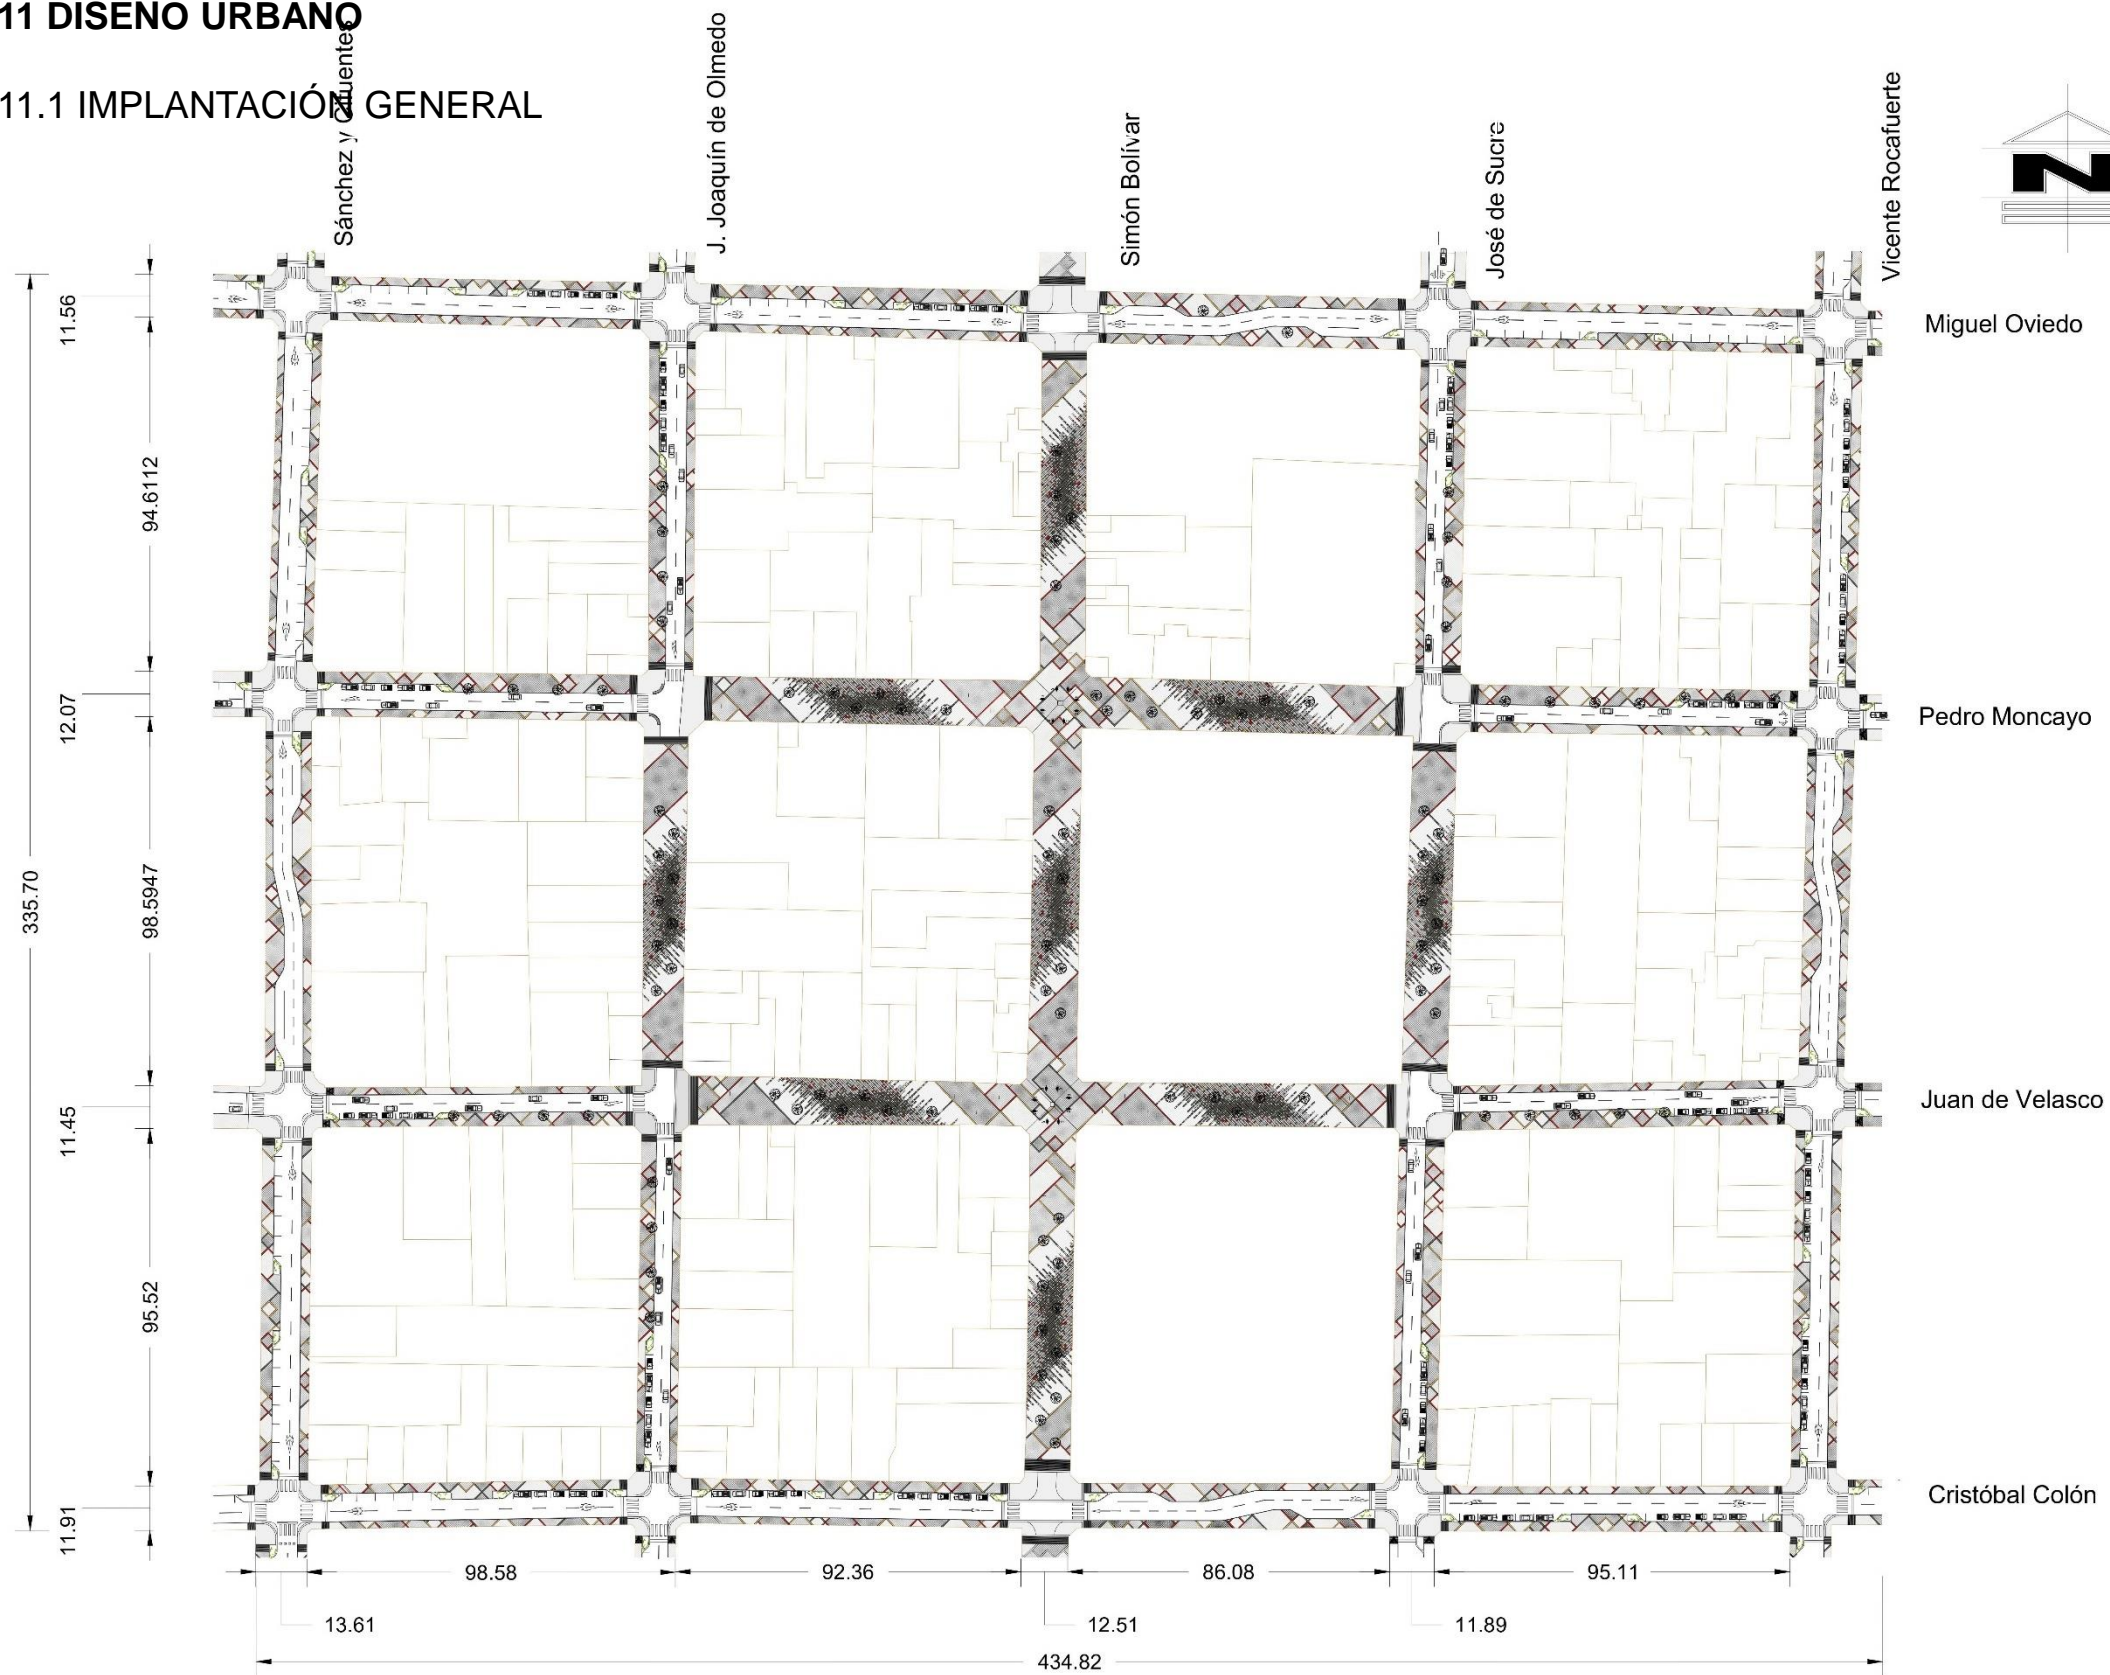 11 DISEÑO URBANO
11.1 IMPLANTACIÓN GENERAL
Sánchez y Cifuentes
J. Joaquín de Olmedo
Simón Bolívar
José de Sucre
Vicente Rocafuerte
N
Miguel Oviedo
Pedro Moncayo
Juan de Velasco
Cristóbal Colón
11.56
94.6112
12.07
98.5947
335.70
11.45
95.52
11.91
98.58
92.36
86.08
95.11
13.61
12.51
11.89
434.82